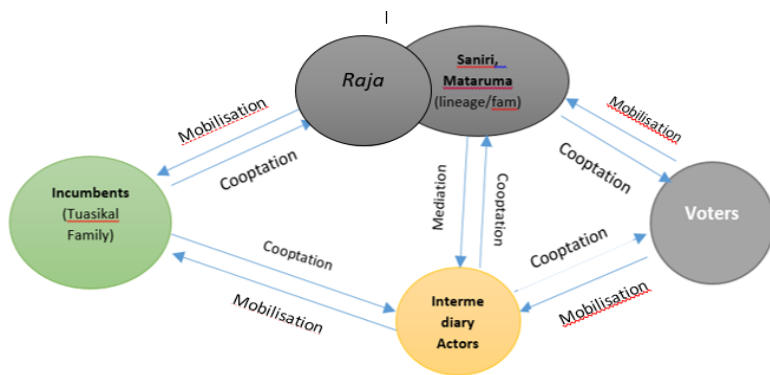 Raja
Saniri,
Mataruma
(lineage/fam)
Mobilisation
Cooptation
Mobilisation
Cooptation
Incumbents
(Tuasikal
Family)
Mediation
Cooptation
Voters
Cooptation
Mobilisation
Cooptation
Mobilisation
Interme
diary
Actors